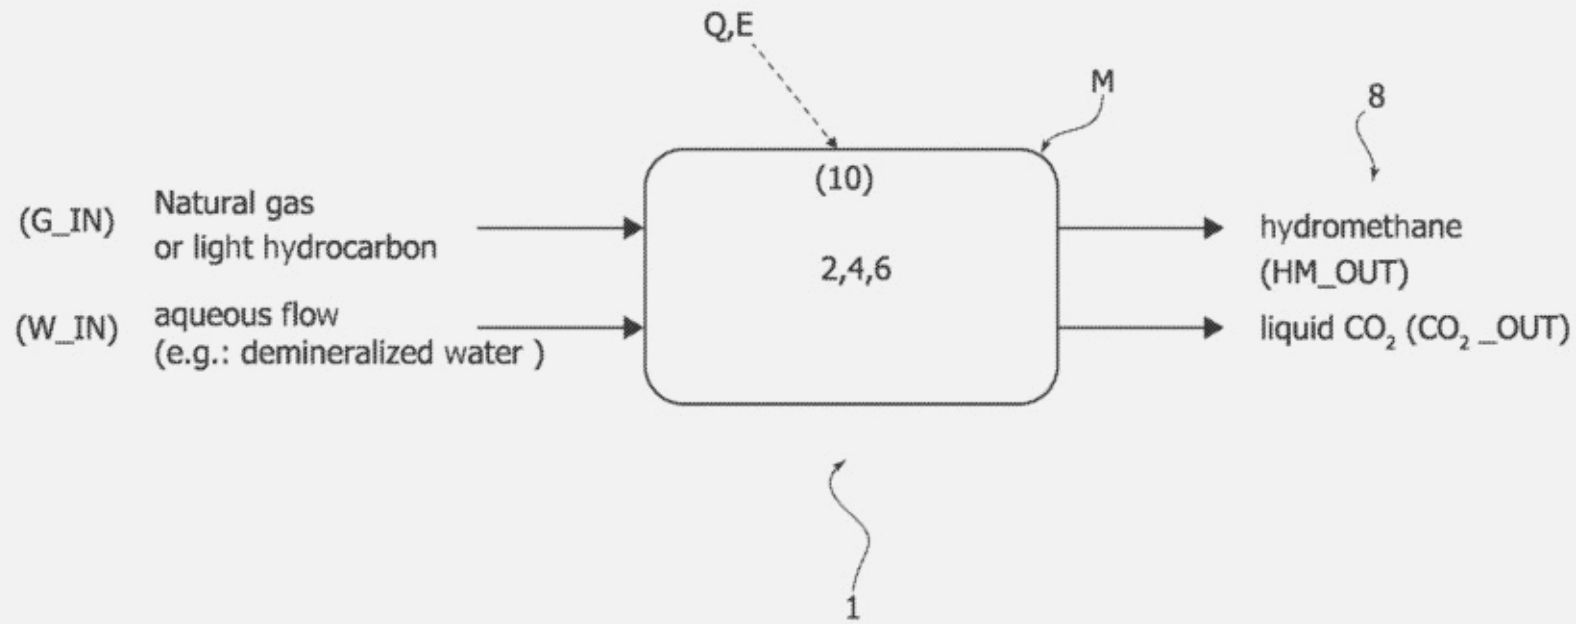 Q,E
M
8
(10)
(G_IN) Natural gas
or light hydrocarbon
hydromethane
(HM_OUT)
2,4,6
(W_IN) aqueous flow
(e.g.: demineralized water )
liquid CO₂ (CO₂ _OUT)
1